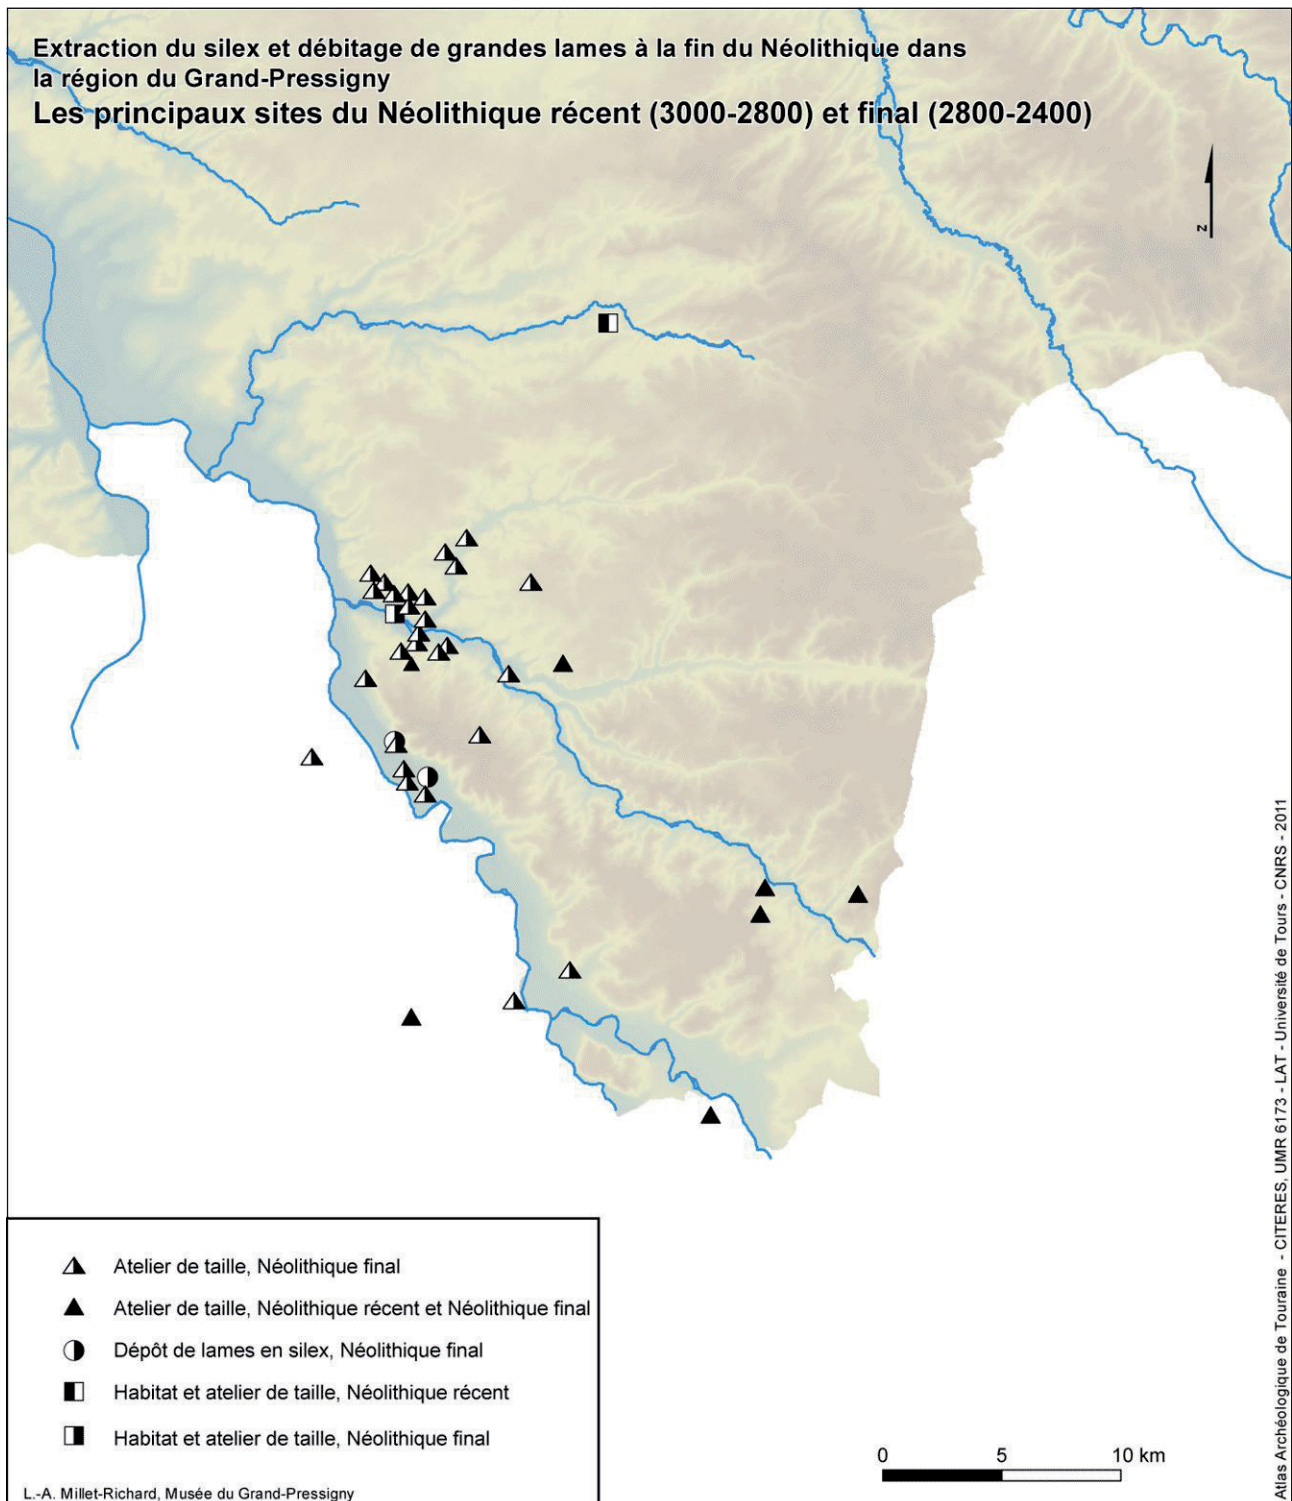 Extraction du silex et débitage de grandes lames à la fin du Néolithique dans
la région du Grand-Pressigny
Les principaux sites du Néolithique récent (3000-2800) et final (2800-2400)
N
Atelier de taille, Néolithique final
Atelier de taille, Néolithique récent et Néolithique final
Dépôt de lames en silex, Néolithique final
Habitat et atelier de taille, Néolithique récent
Habitat et atelier de taille, Néolithique final
L.-A. Millet-Richard, Musée du Grand-Pressigny
0 5 10 km
Atlas Archéologique de Touraine - CITERES, UMR 6173 - LAT - Université de Tours - CNRS - 2011